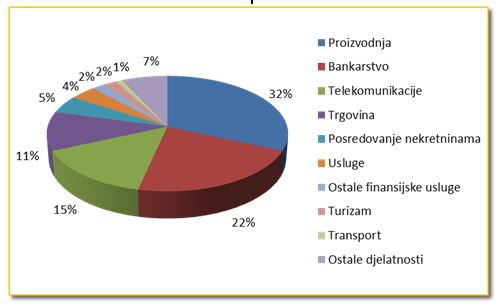 32%
22%
15%
11%
5%
4%
2%
2%
1%
7%
Proizvodnja
Bankarstvo
Telekomunikacije
Trgovina
Posredovanje nekretninama
Usluge
Ostale finansijske usluge
Turizam
Transport
Ostale djelatnosti